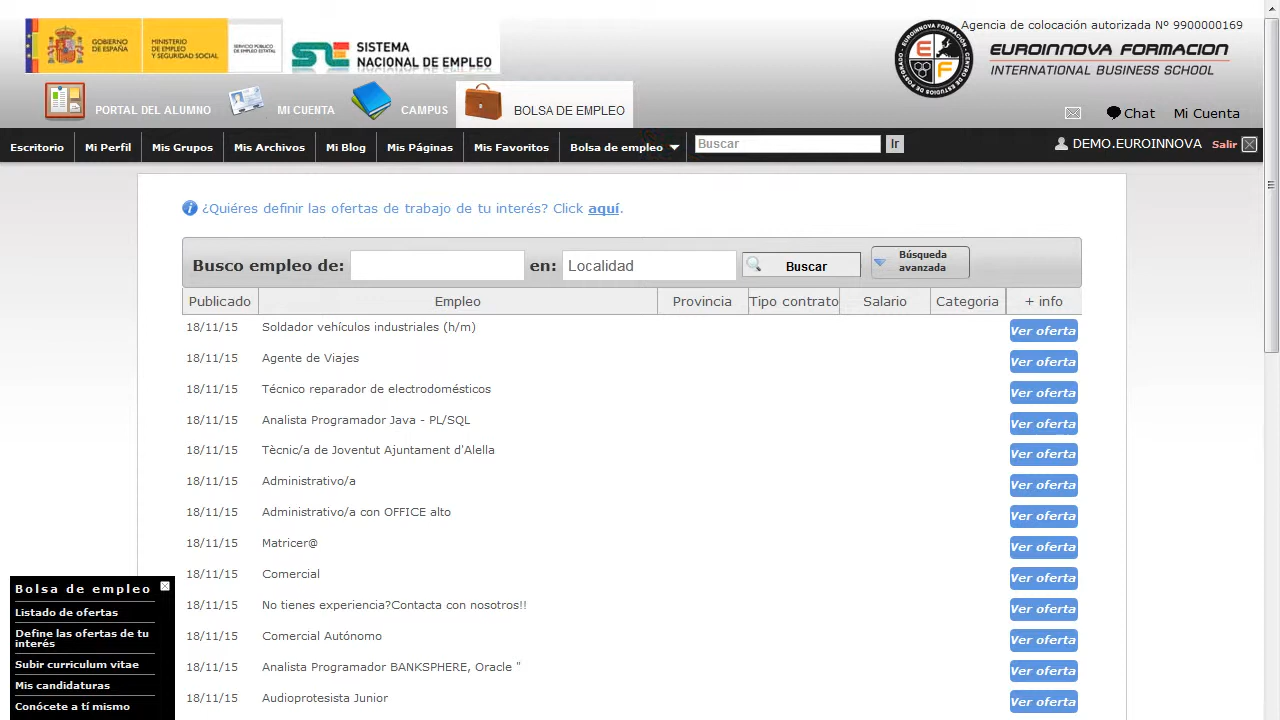 Agencia de colocación autorizada Nº 9900000169
GOBIERNO DE ESPAÑA
MINISTERIO DE EMPLEO Y SEGURIDAD SOCIAL
SERVICIO PÚBLICO DE EMPLEO ESTATAL
SISTEMA NACIONAL DE EMPLEO
EUROINNOVA FORMACION
INTERNATIONAL BUSINESS SCHOOL
PORTAL DEL ALUMNO MI CUENTA CAMPUS BOLSA DE EMPLEO
Chat Mi Cuenta
Escritorio Mi Perfil Mis Grupos Mis Archivos Mi Blog Mis Páginas Mis Favoritos Bolsa de empleo Buscar Ir DEMO.EUROINNOVA Salir
¿Quiéres definir las ofertas de trabajo de tu interés? Click aquí.
Busco empleo de: en: Localidad Buscar Búsqueda avanzada
Publicado Empleo Provincia Tipo contrato Salario Categoria + info
18/11/15 Soldador vehículos industriales (h/m) Ver oferta
18/11/15 Agente de Viajes Ver oferta
18/11/15 Técnico reparador de electrodomésticos Ver oferta
18/11/15 Analista Programador Java - PL/SQL Ver oferta
18/11/15 Tècnic/a de Joventut Ajuntament d'Alella Ver oferta
18/11/15 Administrativo/a Ver oferta
18/11/15 Administrativo/a con OFFICE alto Ver oferta
18/11/15 Matricer@ Ver oferta
18/11/15 Comercial Ver oferta
18/11/15 No tienes experiencia?Contacta con nosotros!! Ver oferta
18/11/15 Comercial Autónomo Ver oferta
18/11/15 Analista Programador BANKSPHERE, Oracle " Ver oferta
18/11/15 Audioprotesista Junior Ver oferta
Bolsa de empleo
Listado de ofertas
Define las ofertas de tu
interés
Subir curriculum vitae
Mis candidaturas
Conócete a tí mismo